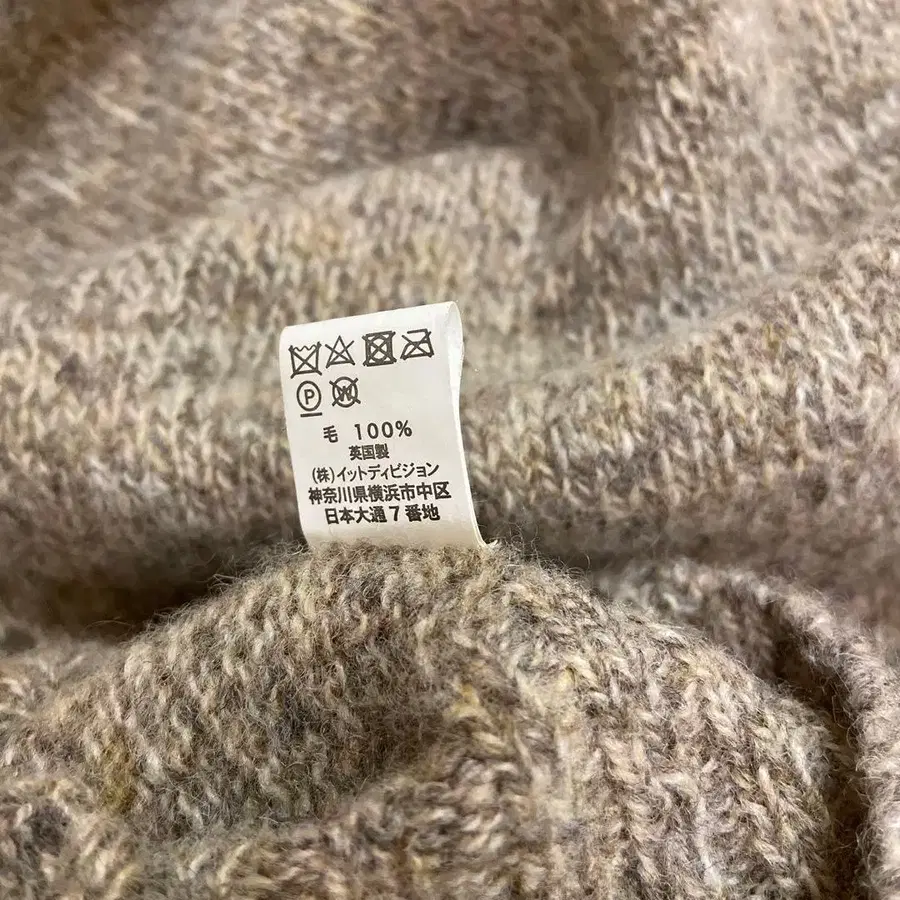 P W
毛 100%
英国製
(株)イットディビジョン
神奈川県横浜市中区
日本大通7番地